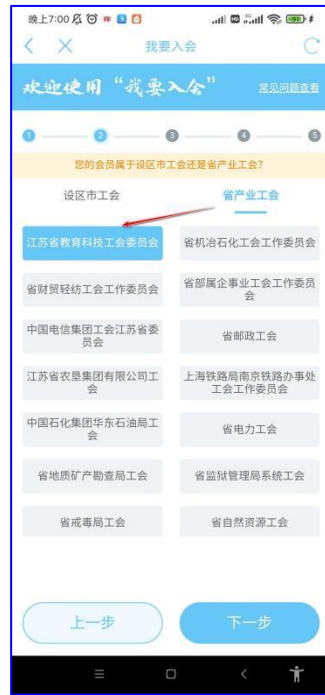 晚上7:00
我要入会
欢迎使用“我要入会”
常见问题查看
1 2 3 4 5
您的会员属于设区市工会还是省产业工会?
设区市工会 省产业工会
江苏省教育科技工会委员会
省机冶石化工会工作委员会
省财贸轻纺工会工作委员会
省部属企事业工会工作委员
会
中国电信集团工会江苏省委
员会
省邮政工会
江苏省农垦集团有限公司工
会
上海铁路局南京铁路办事处
工会工作委员会
中国石化集团华东石油局工
会
省电力工会
省地质矿产勘查局工会
省监狱管理局系统工会
省戒毒局工会
省自然资源工会
上一步
下一步